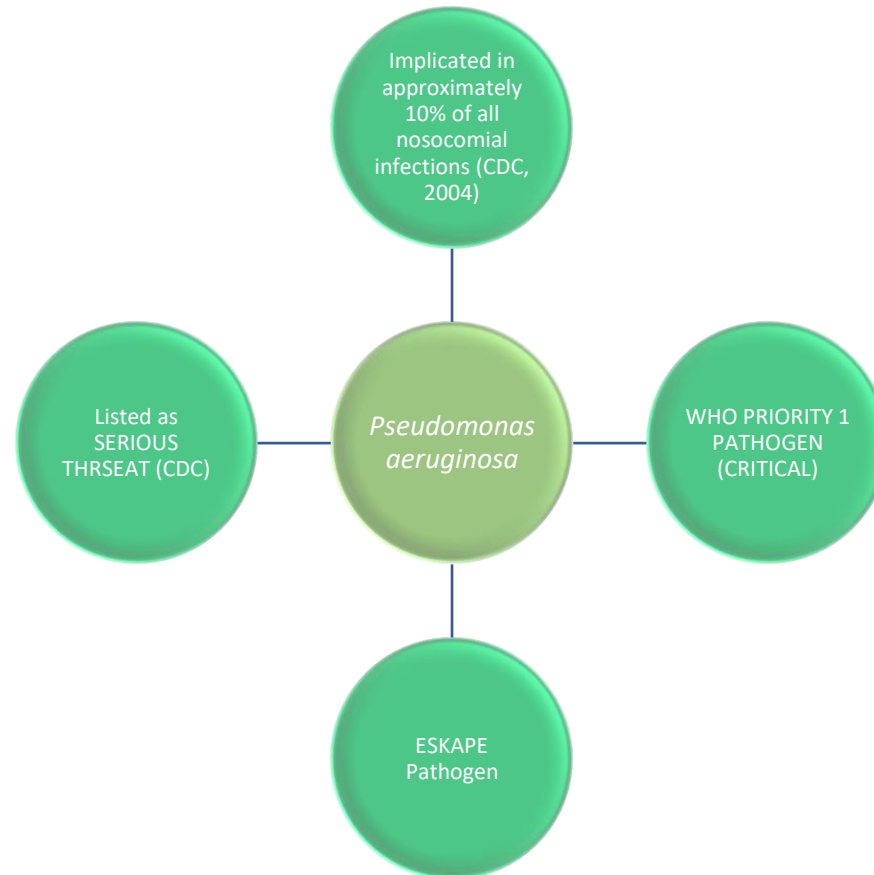 Implicated in
approximately
10% of all
nosocomial
infections (CDC,
2004)
Listed as
SERIOUS
THRSEAT (CDC)
Pseudomonas
aeruginosa
WHO PRIORITY 1
PATHOGEN
(CRITICAL)
ESKAPE
Pathogen